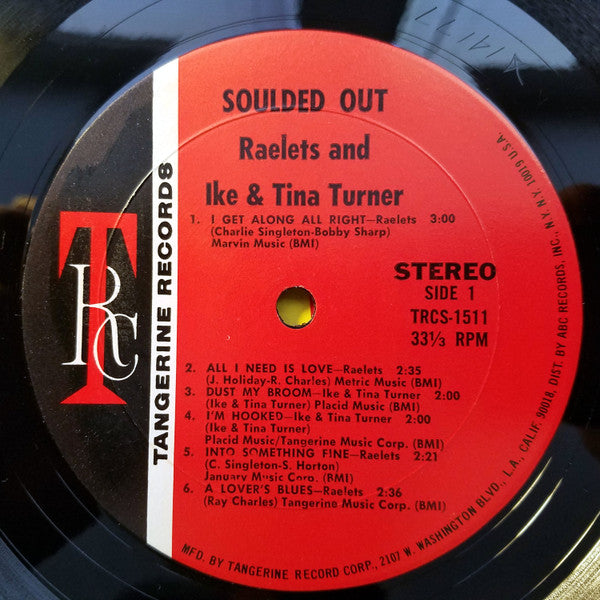 SOULDED OUT
Raelets and
Ike & Tina Turner
1. I GET ALONG ALL RIGHT—Raelets 3:00
(Charlie Singleton-Bobby Sharp)
Marvin Music (BMI)
STEREO
SIDE 1
TRCS-1511
33⅓ RPM
2. ALL I NEED IS LOVE—Raelets 2:35
(J. Holiday-R. Charles) Metric Music (BMI)
3. DUST MY BROOM—Ike & Tina Turner 2:00
(Ike & Tina Turner) Placid Music (BMI)
4. I'M HOOKED—Ike & Tina Turner 2:00
(Ike & Tina Turner)
Placid Music/Tangerine Music Corp. (BMI)
5. INTO SOMETHING FINE—Raelets 2:21
(C. Singleton-S. Horton)
January Music Corp. (BMI)
6. A LOVER'S BLUES—Raelets 2:36
(Ray Charles) Tangerine Music Corp. (BMI)
TRC
TANGERINE RECORDS
MFD. BY TANGERINE RECORD CORP., 2107 W. WASHINGTON BLVD., L.A., CALIF. 90018, DIST. BY ABC RECORDS, INC., N.Y. N.Y. 10019 U.S.A.